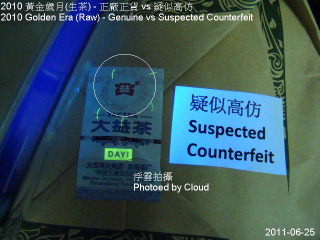 2010 黃金歲月(生茶) - 正廠正貨 vs 疑似高仿
2010 Golden Era (Raw) - Genuine vs Suspected Counterfeit
益
大益茶
DAYI
疑似高仿
Suspected
Counterfeit
浮雲拍攝
Photoed by Cloud
2011-06-25